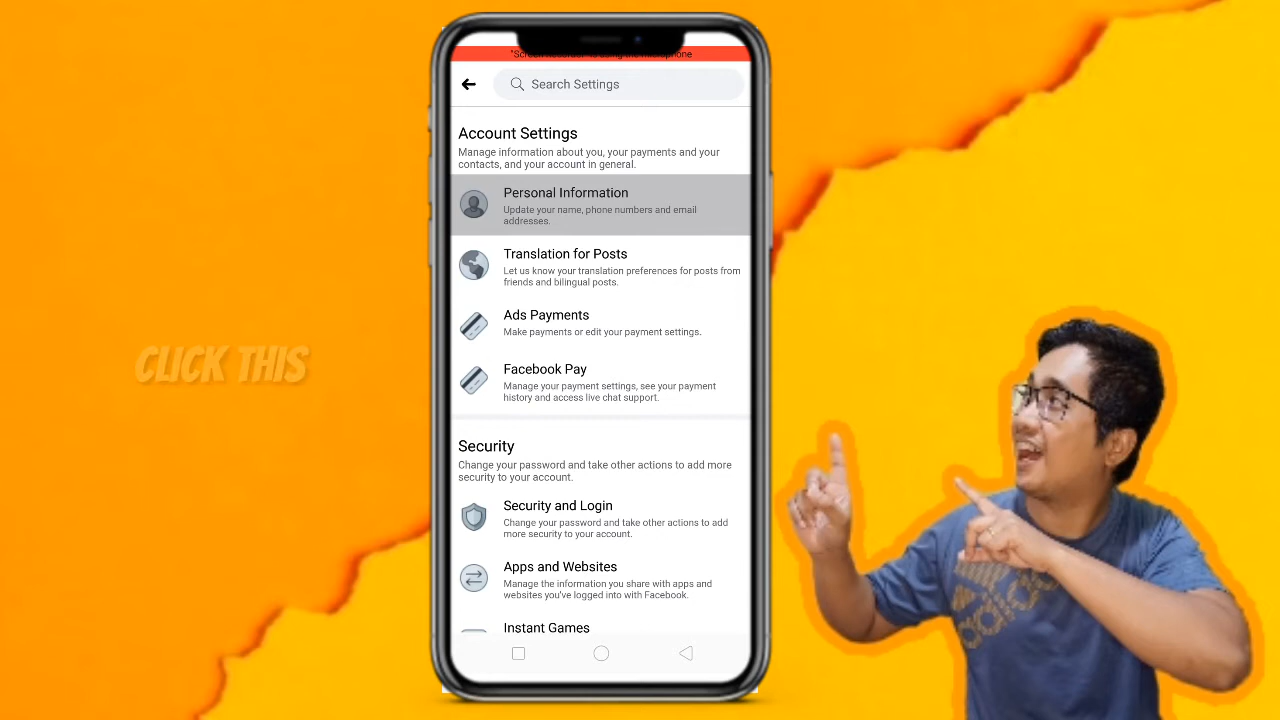 Search Settings
Account Settings
Manage information about you, your payments and your
contacts, and your account in general.
Personal Information
Update your name, phone numbers and email
addresses.
Translation for Posts
Let us know your translation preferences for posts from
friends and bilingual posts.
Ads Payments
Make payments or edit your payment settings.
Facebook Pay
Manage your payment settings, see your payment
history and access live chat support.
CLICK THIS
Security
Change your password and take other actions to add more
security to your account.
Security and Login
Change your password and take other actions to add
more security to your account.
Apps and Websites
Manage the information you share with apps and
websites you've logged into with Facebook.
Instant Games